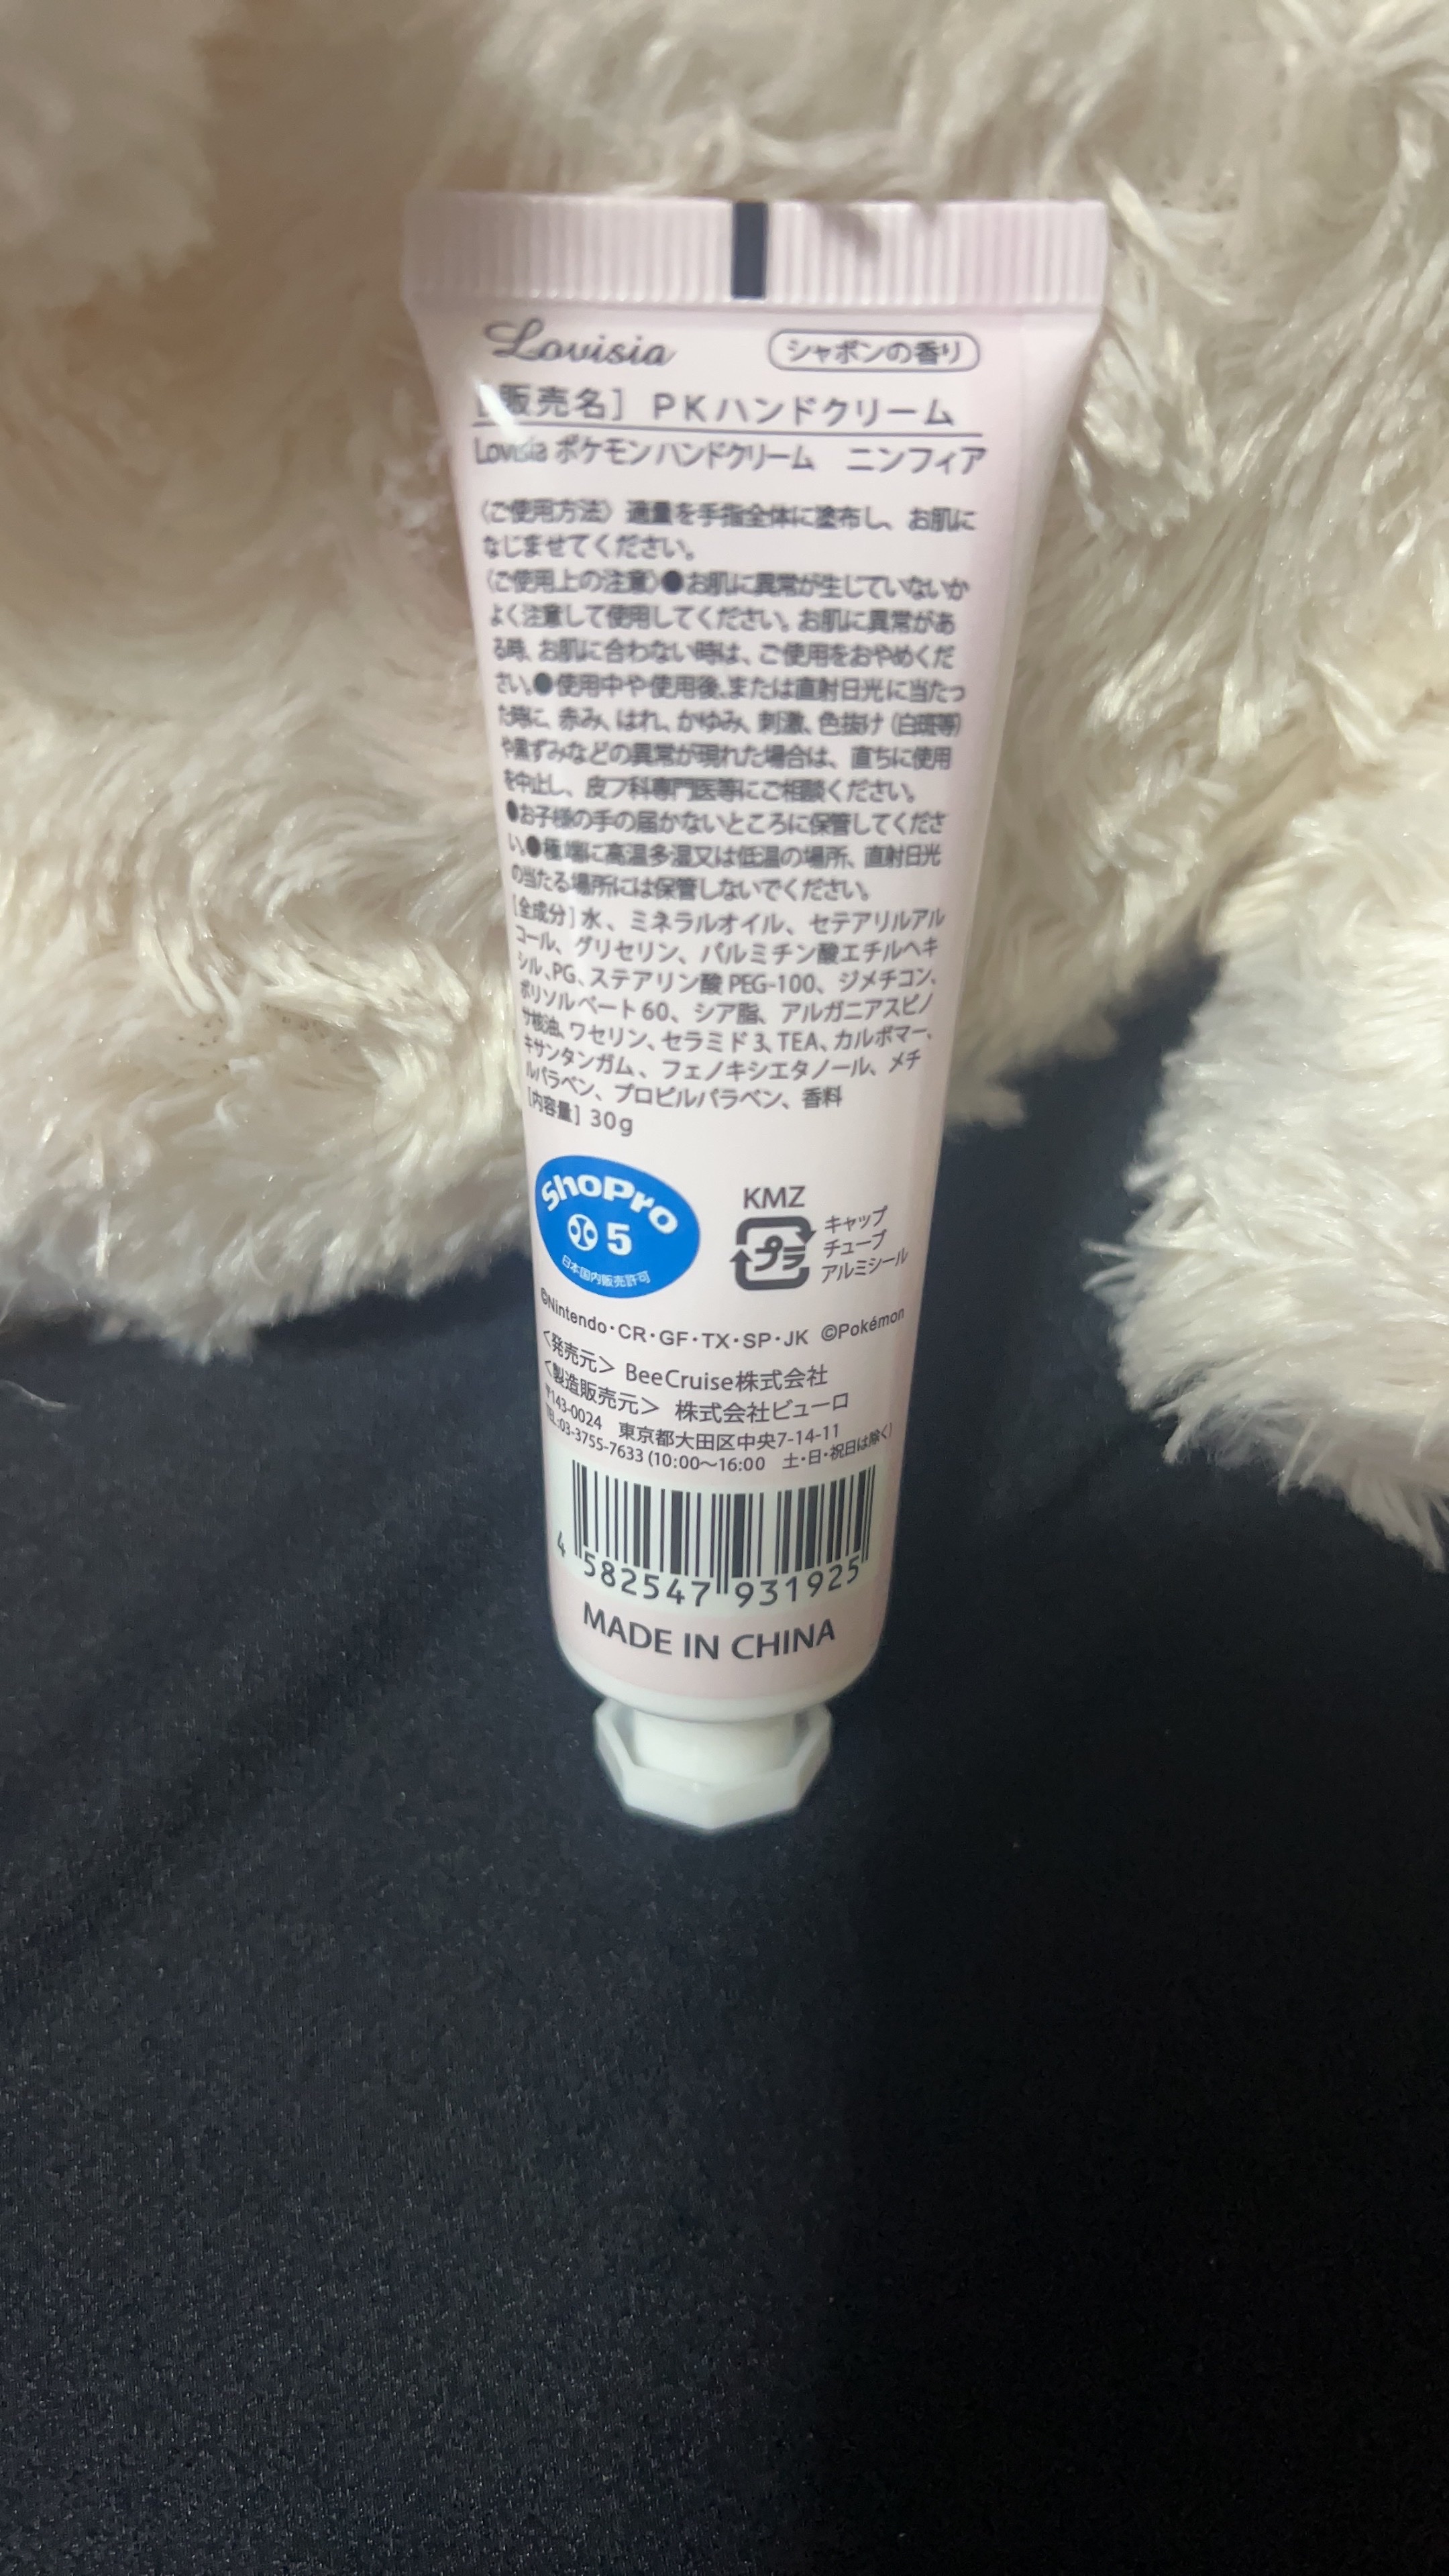 Lovisia
シャボンの香り
[販売名] PKハンドクリーム
Lovisia ポケモンハンドクリーム ニンフィア
〈ご使用方法〉適量を手指全体に塗布し、お肌に
なじませてください。
〈ご使用上の注意〉●お肌に異常が生じていないか
よく注意して使用してください。お肌に異常があ
る時、お肌に合わない時は、ご使用をおやめくだ
さい。●使用中や使用後、または直射日光に当たっ
た時に、赤み、はれ、かゆみ、刺激、色抜け(白斑等)
や黒ずみなどの異常が現れた場合は、直ちに使用
を中止し、皮フ科専門医等にご相談ください。
●お子様の手の届かないところに保管してくださ
い。●極端に高温多湿又は低温の場所、直射日光
の当たる場所には保管しないでください。
[全成分]水、ミネラルオイル、セテアリルアル
コール、グリセリン、パルミチン酸エチルヘキ
シル、PG、ステアリン酸PEG-100、ジメチコン、
ポリソルベート60、シア脂、アルガニアスピノ
サ核油、ワセリン、セラミド3、TEA、カルボマー、
キサンタンガム、フェノキシエタノール、メチ
ルパラベン、プロピルパラベン、香料
[内容量] 30g
ShoPro
小 5
日本国内販売許可
KMZ
プラ
キャップ
チューブ
アルミシール
©Nintendo・CR・GF・TX・SP・JK ©Pokémon
<発売元> BeeCruise株式会社
<製造販売元> 株式会社ビューロ
〒143-0024 東京都大田区中央7-14-11
TEL:03-3755-7633 (10:00～16:00 土・日・祝日は除く)
4 582547 931925
MADE IN CHINA